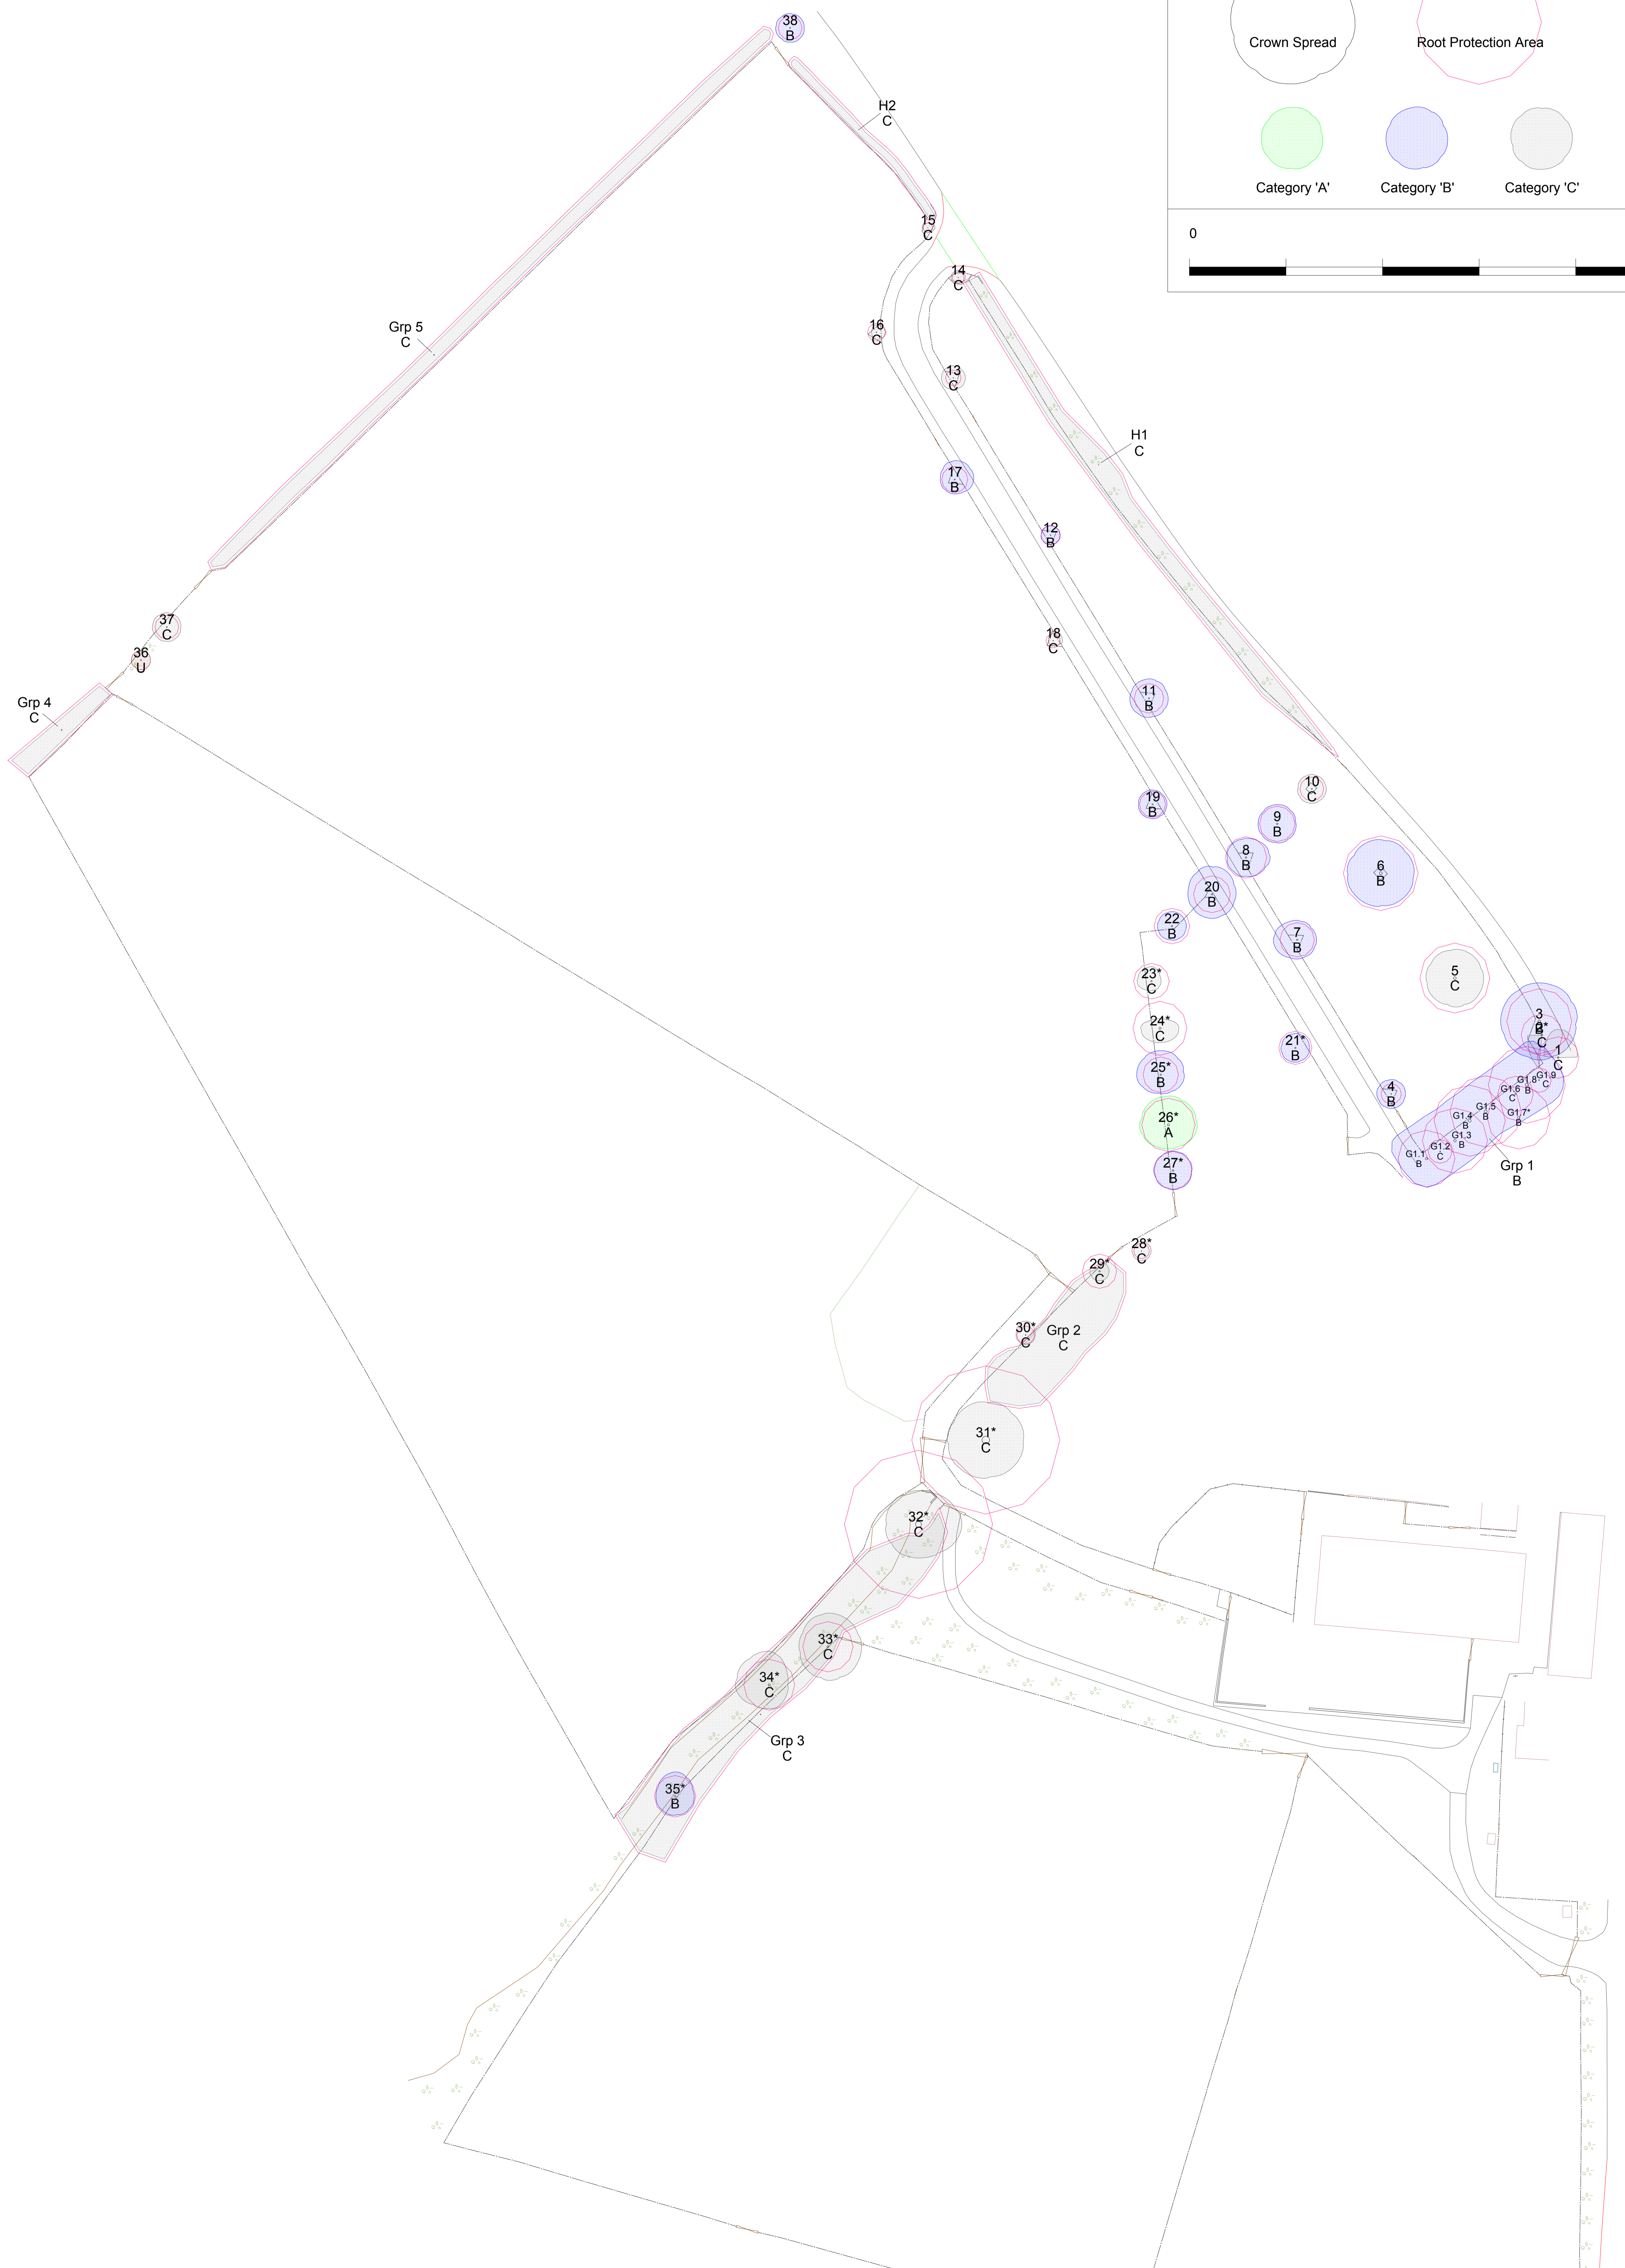 38
B
Crown Spread
Root Protection Area
H2
C
Category 'A'
Category 'B'
Category 'C'
15
C
0
14
C
16
C
Grp 5
C
13
C
H1
C
17
B
12
B
37
C
18
C
36
U
11
B
Grp 4
C
10
C
19
B
9
B
8
B
6
B
20
B
22
B
7
B
23*
C
5
C
24*
C
3
B
2*
C
21*
B
1
C
25*
B
4
B
G1.9
C
G1.8
B
G1.6
C
G1.5
B
G1.7*
B
G1.4
B
G1.3
B
G1.2
C
G1.1
B
26*
A
27*
B
Grp 1
B
28*
C
29*
C
30*
C
Grp 2
C
31*
C
32*
C
33*
C
34*
C
Grp 3
C
35*
B